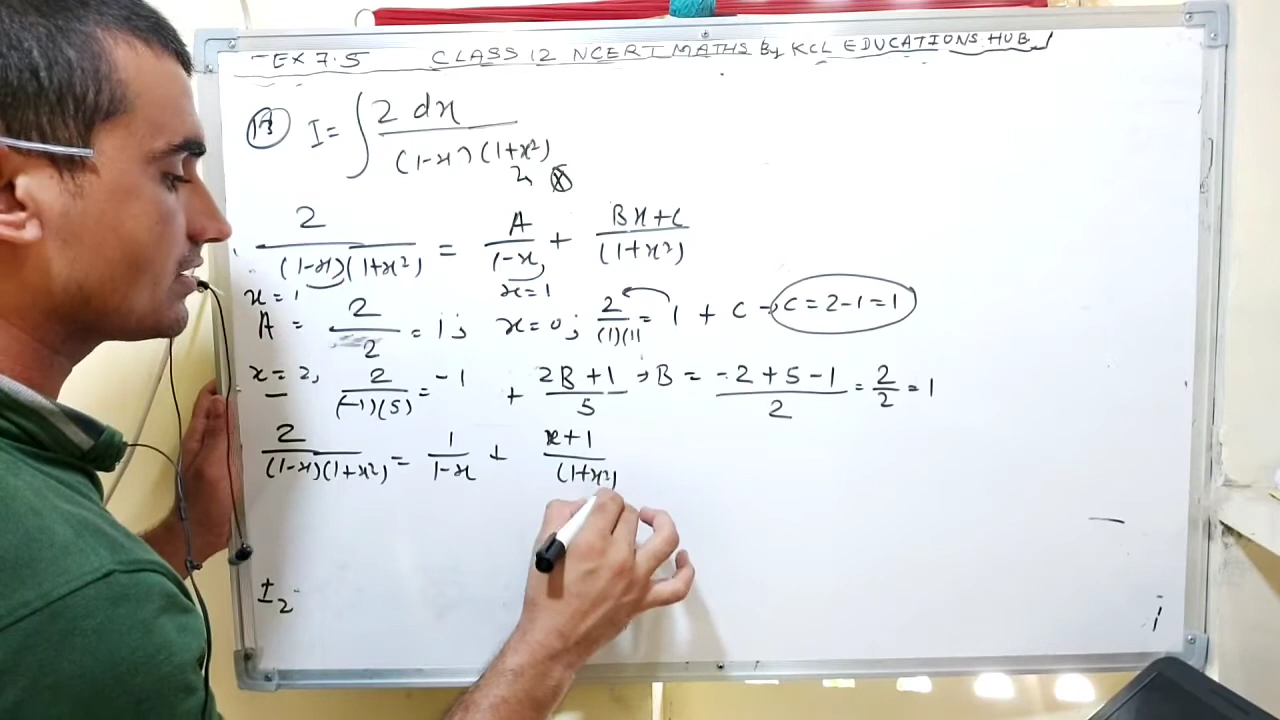 EX 7.5 CLASS 12 NCERT MATHS By KCL EDUCATIONS HUB
I = ∫ 2 dx / (1-x)(1+x²)
2 / (1-x)(1+x²) = A / 1-x + Bx+C / (1+x²)
x=1 x=1
A = 2/2 = 1; x=0; 2/(1)(1) = 1 + C → C = 2-1=1
x=2, 2/(-1)(5) = -1 + 2B+1/5 → B = -2+5-1/2 = 2/2 = 1
2 / (1-x)(1+x²) = 1 / 1-x + x+1 / (1+x²)
I